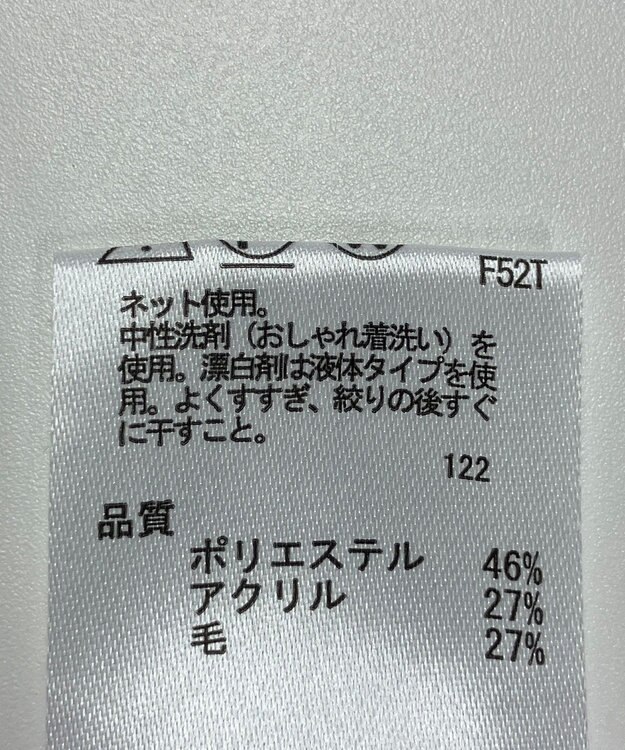 F52T
ネット使用。
中性洗剤（おしゃれ着洗い）を
使用。漂白剤は液体タイプを使
用。よくすすぎ、絞りの後すぐ
に干すこと。
122
品質
ポリエステル 46%
アクリル 27%
毛 27%